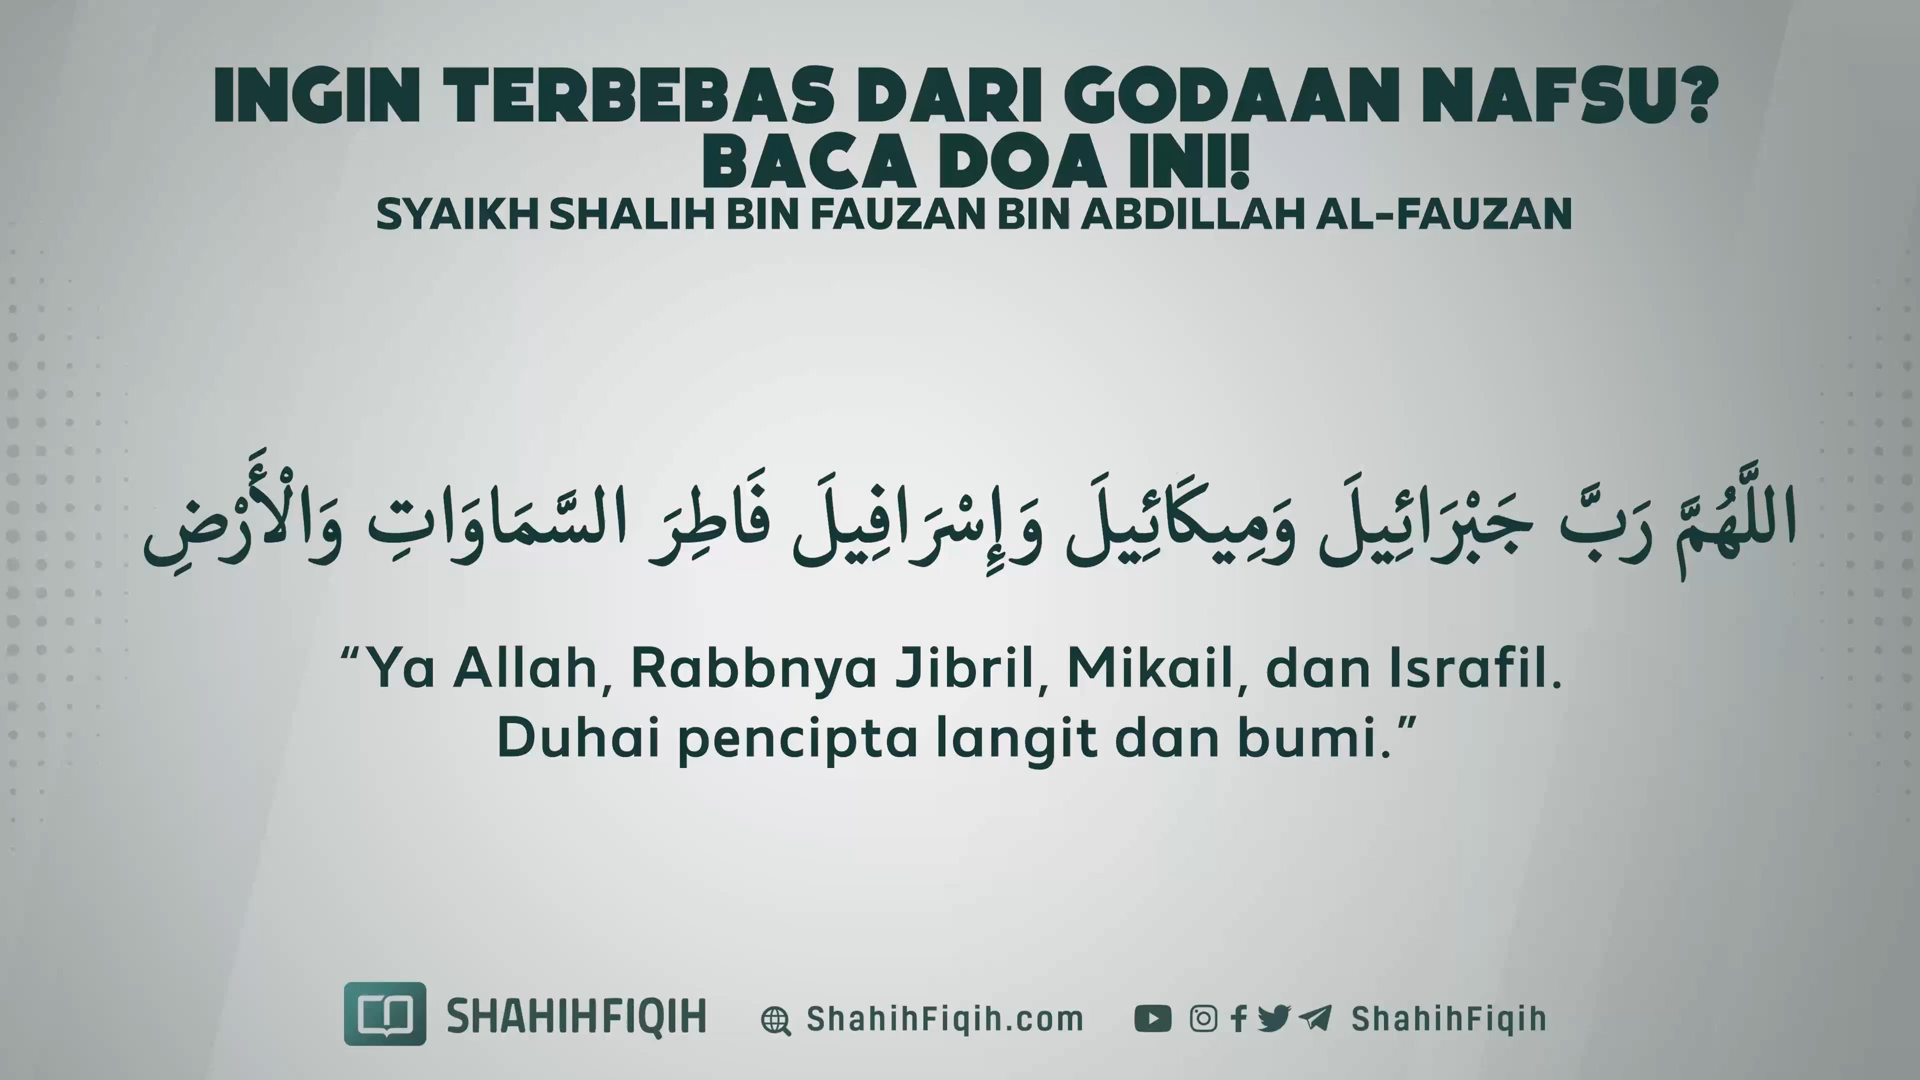 INGIN TERBEBAS DARI GODAAN NAFSU?
BACA DOA INI!
SYAIKH SHALIH BIN FAUZAN BIN ABDILLAH AL-FAUZAN
اللَّهُمَّ رَبَّ جَبْرَائِيلَ وَمِيكَائِيلَ وَإِسْرَافِيلَ فَاطِرَ السَّمَاوَاتِ وَالْأَرْضِ
“Ya Allah, Rabbnya Jibril, Mikail, dan Israfil.
Duhai pencipta langit dan bumi.”
SHAHIHFIQIH ShahihFiqih.com ShahihFiqih